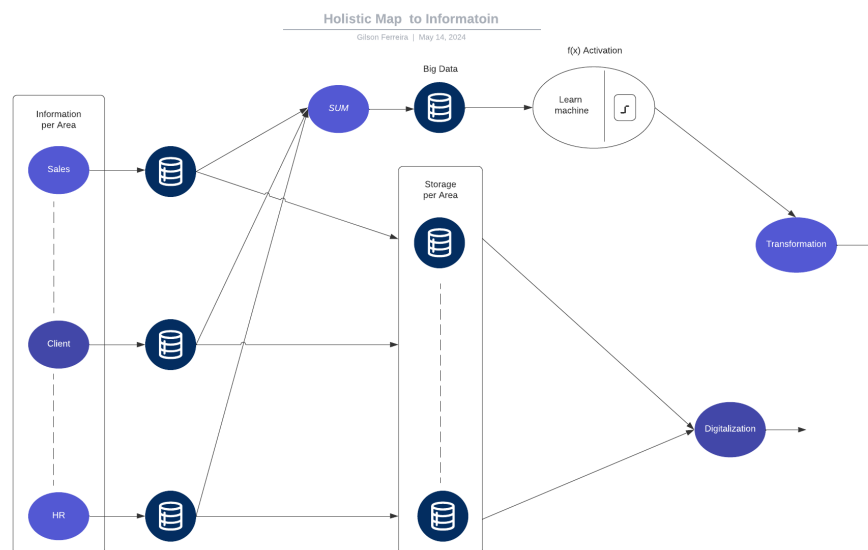 Holistic Map to Informatoin
Gilson Ferreira | May 14, 2024
f(x) Activation
Big Data
Learn
machine
SUM
Information
per Area
Sales
Storage
per Area
Transformation
Client
Digitalization
HR